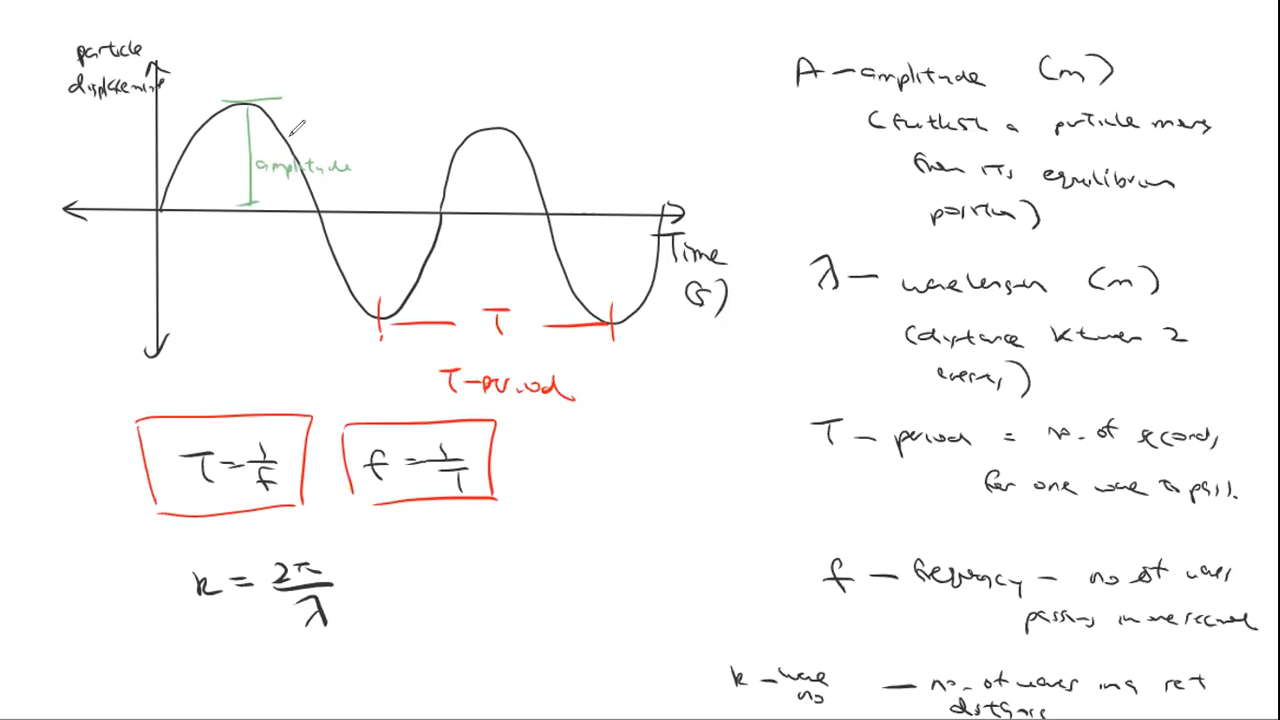 particle
displacement
amplitude
Time
(s)
T
T-period
T = 1/f
f = 1/T
k = 2π/λ
A - amplitude (m)
(furthest a particle moves
from its equilibrium
position)
λ - wavelength (m)
(distance between 2
T - period = no. of seconds
for one wave to pass.
f - frequency - no of waves
passing in one second
k - wave no - no. of waves in a set
distance